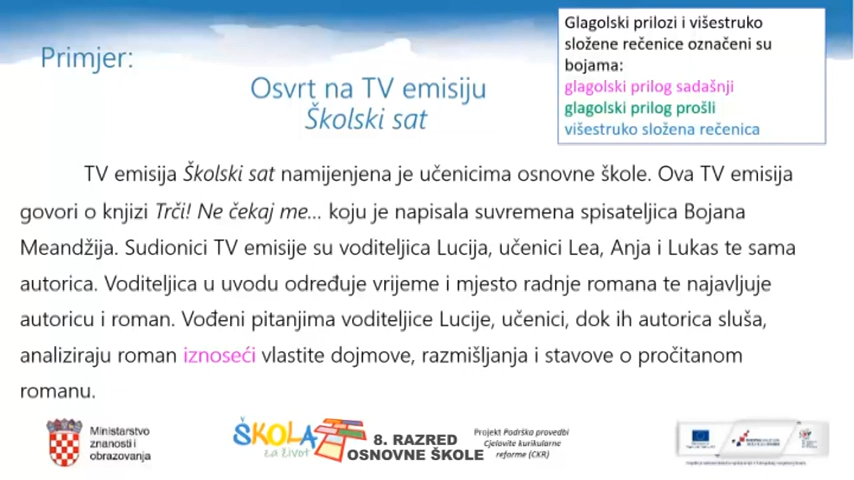 Primjer:
Osvrt na TV emisiju
Školski sat
Glagolski prilozi i višestruko
složene rečenice označeni su
bojama:
glagolski prilog sadašnji
glagolski prilog prošli
višestruko složena rečenica
TV emisija Školski sat namijenjena je učenicima osnovne škole. Ova TV emisija
govori o knjizi Trči! Ne čekaj me... koju je napisala suvremena spisateljica Bojana
Meandžija. Sudionici TV emisije su voditeljica Lucija, učenici Lea, Anja i Lukas te sama
autorica. Voditeljica u uvodu određuje vrijeme i mjesto radnje romana te najavljuje
autoricu i roman. Vođeni pitanjima voditeljice Lucije, učenici, dok ih autorica sluša,
analiziraju roman iznoseći vlastite dojmove, razmišljanja i stavove o pročitanom
romanu.
Ministarstvo
znanosti i
obrazovanja
ŠKOLA
za život
8. RAZRED
OSNOVNE ŠKOLE
Projekt Podrška provedbi
Cjelovite kurikularne
reforme (CKR)